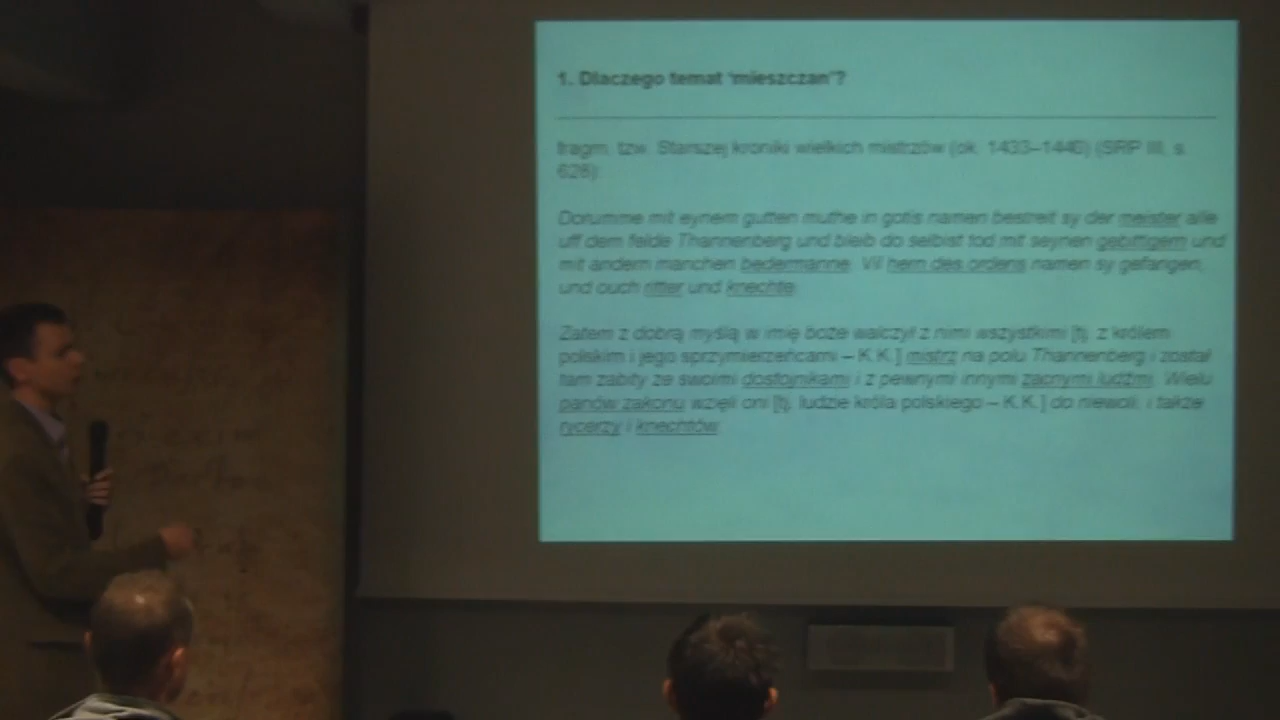 1. Dlaczego temat 'mieszczan'?
fragm. tzw. Starszej kroniki wielkich mistrzów (ok. 1433–1440) (SRP III, s.
628)
Dorumme mit eynem gutten muthe in gotis namen bestreit sy der meister alle
uff dem felde Thannenberg und bleib do selbist tod mit seynen gebittigern und
mit andern manchen bedermanne. Vil hern des ordens namen sy gefangen,
und ouch ritter und knechte.
Zatem z dobrą myślą w imię boże walczył z nimi wszystkimi [tj. z królem
polskim i jego sprzymierzeńcami – K.K.] mistrz na polu Thannenberg i został
tam zabity ze swoimi dostojnikami i z pewnymi innymi zacnymi ludźmi. Wielu
panów zakonu wzięli oni [tj. ludzie króla polskiego – K.K.] do niewoli, i także
rycerzy i knechtów.